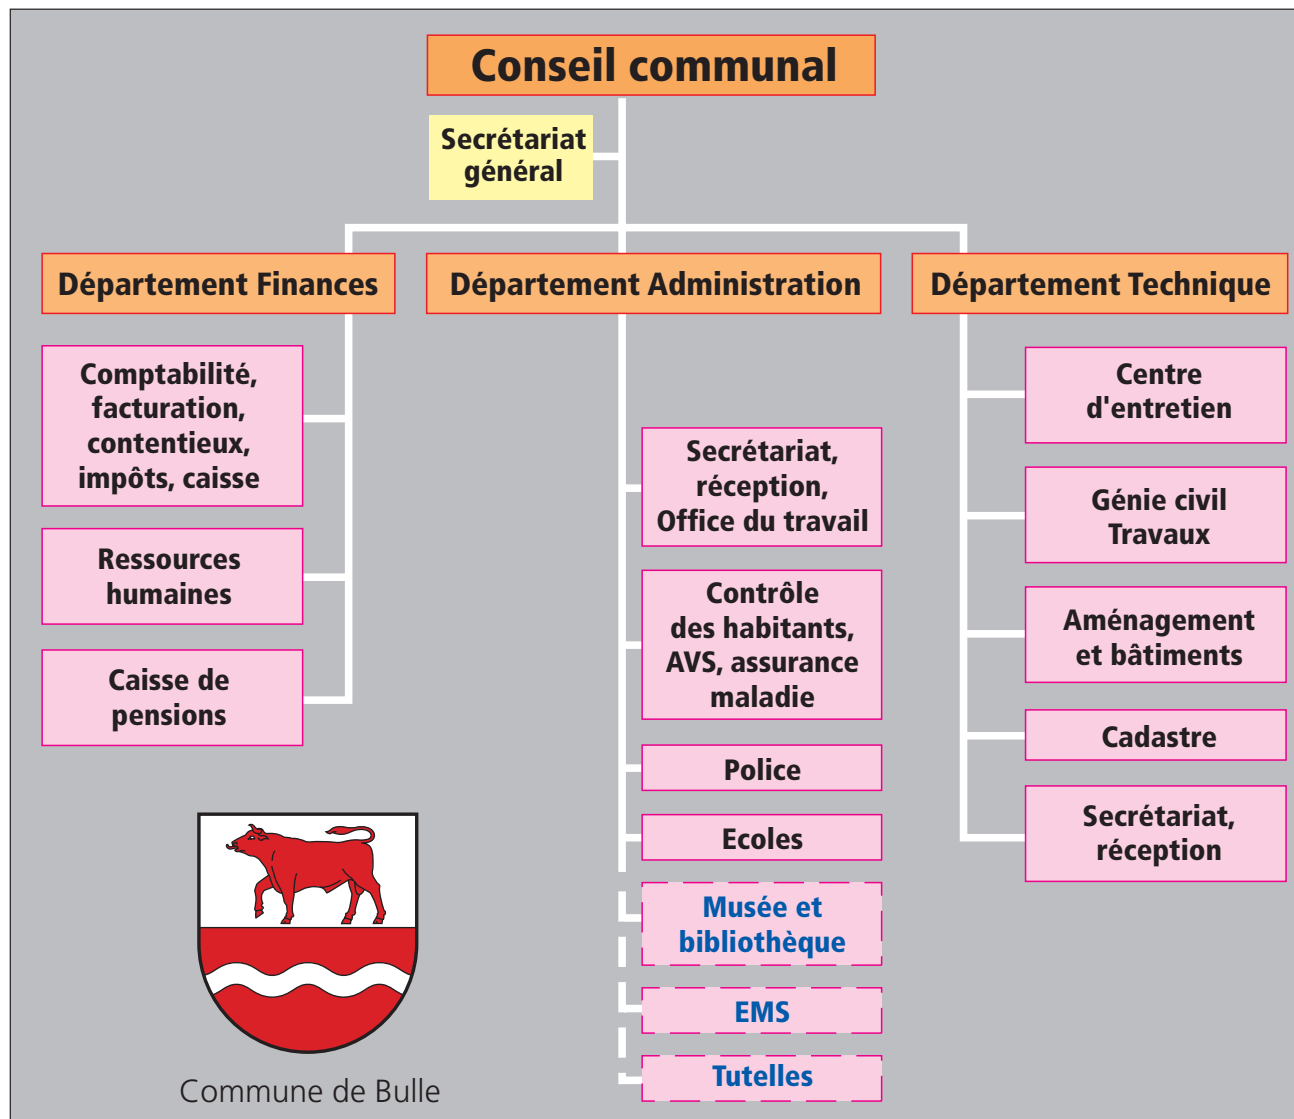 Conseil communal
Secrétariat
général
Département Finances
Département Administration
Département Technique
Comptabilité,
facturation,
contentieux,
impôts, caisse
Ressources
humaines
Caisse de
pensions
Secrétariat,
réception,
Office du travail
Contrôle
des habitants,
AVS, assurance
maladie
Police
Ecoles
Musée et
bibliothèque
EMS
Tutelles
Centre
d'entretien
Génie civil
Travaux
Aménagement
et bâtiments
Cadastre
Secrétariat,
réception
Commune de Bulle